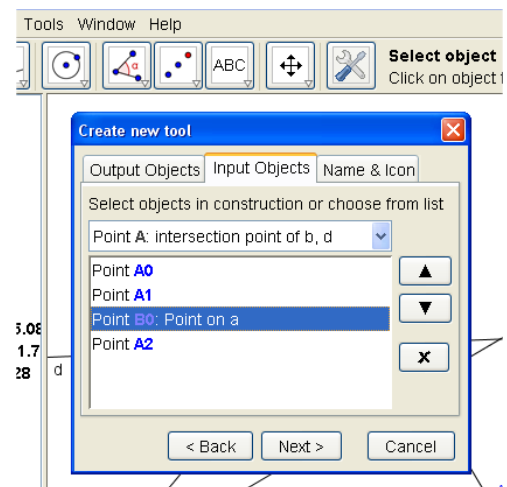 Tools Window Help
ABC
Select object
Click on object
Create new tool
Output Objects Input Objects Name & Icon
Select objects in construction or choose from list
Point A: intersection point of b, d
Point A0
Point A1
Point B0: Point on a
Point A2
5.08
1.7
28 d
< Back Next > Cancel